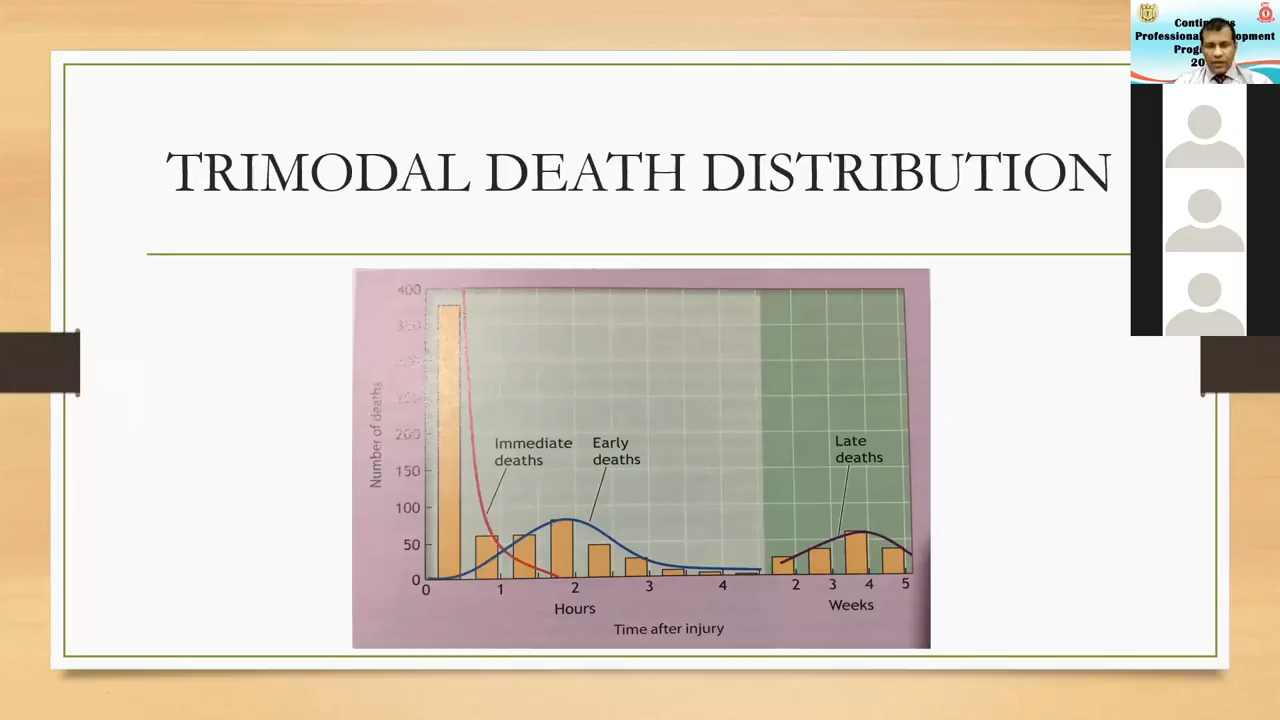 TRIMODAL DEATH DISTRIBUTION
400
350
200
150
100
50
0
Number of deaths
Immediate
deaths
Early
deaths
Late
deaths
0 1 2 3 4 2 3 4 5
Hours
Weeks
Time after injury